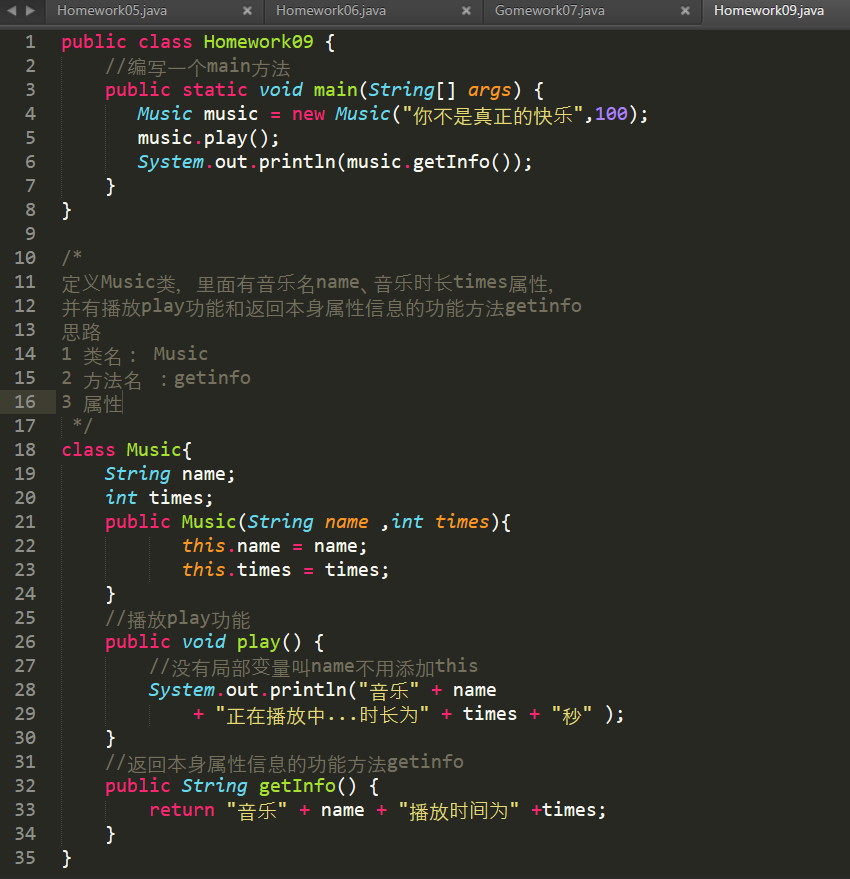 Homework05.java × Homework06.java × Gomework07.java × Homework09.java
1 public class Homework09 {
2 //编写一个main方法
3 public static void main(String[] args) {
4 Music music = new Music("你不是真正的快乐",100);
5 music.play();
6 System.out.println(music.getInfo());
7 }
8 }
9
10 /*
11 定义Music类，里面有音乐名name、音乐时长times属性，
12 并有播放play功能和返回本身属性信息的功能方法getinfo
13 思路
14 1 类名： Music
15 2 方法名 ：getinfo
16 3 属性
17 */
18 class Music{
19 String name;
20 int times;
21 public Music(String name ,int times){
22 this.name = name;
23 this.times = times;
24 }
25 //播放play功能
26 public void play() {
27 //没有局部变量叫name不用添加this
28 System.out.println("音乐" + name
29 + "正在播放中...时长为" + times + "秒" );
30 }
31 //返回本身属性信息的功能方法getinfo
32 public String getInfo() {
33 return "音乐" + name + "播放时间为" +times;
34 }
35 }